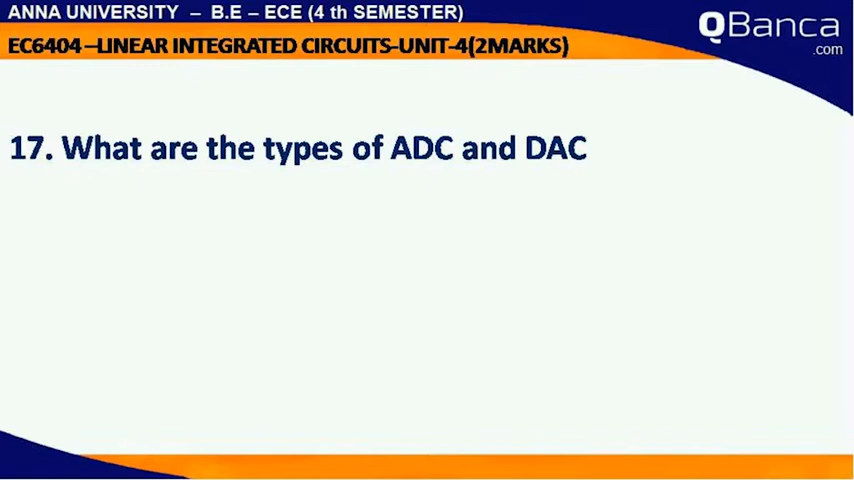 ANNA UNIVERSITY – B.E – ECE (4 th SEMESTER)
QBanca
.com
EC6404 –LINEAR INTEGRATED CIRCUITS-UNIT-4(2MARKS)
17. What are the types of ADC and DAC